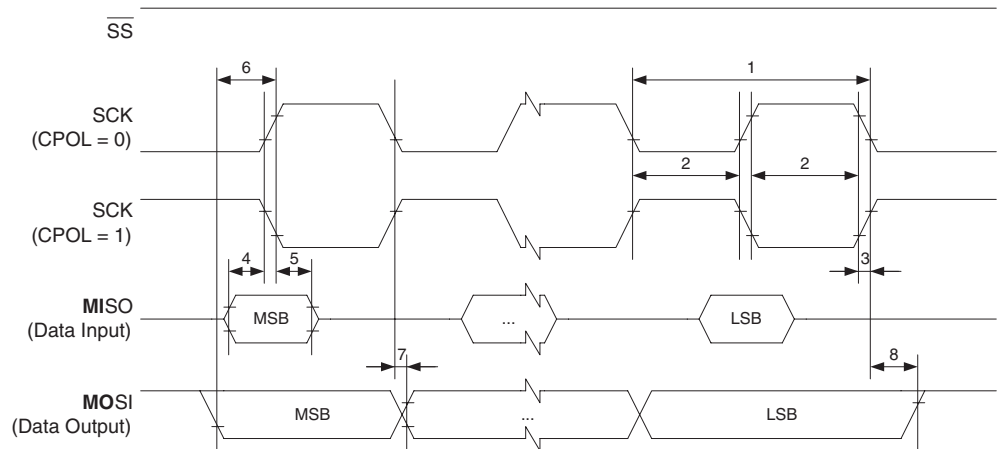 SS
6
1
SCK
(CPOL = 0)
2
2
SCK
(CPOL = 1)
4
5
3
MISO
(Data Input)
MSB
...
LSB
7
8
MOSI
(Data Output)
MSB
...
LSB